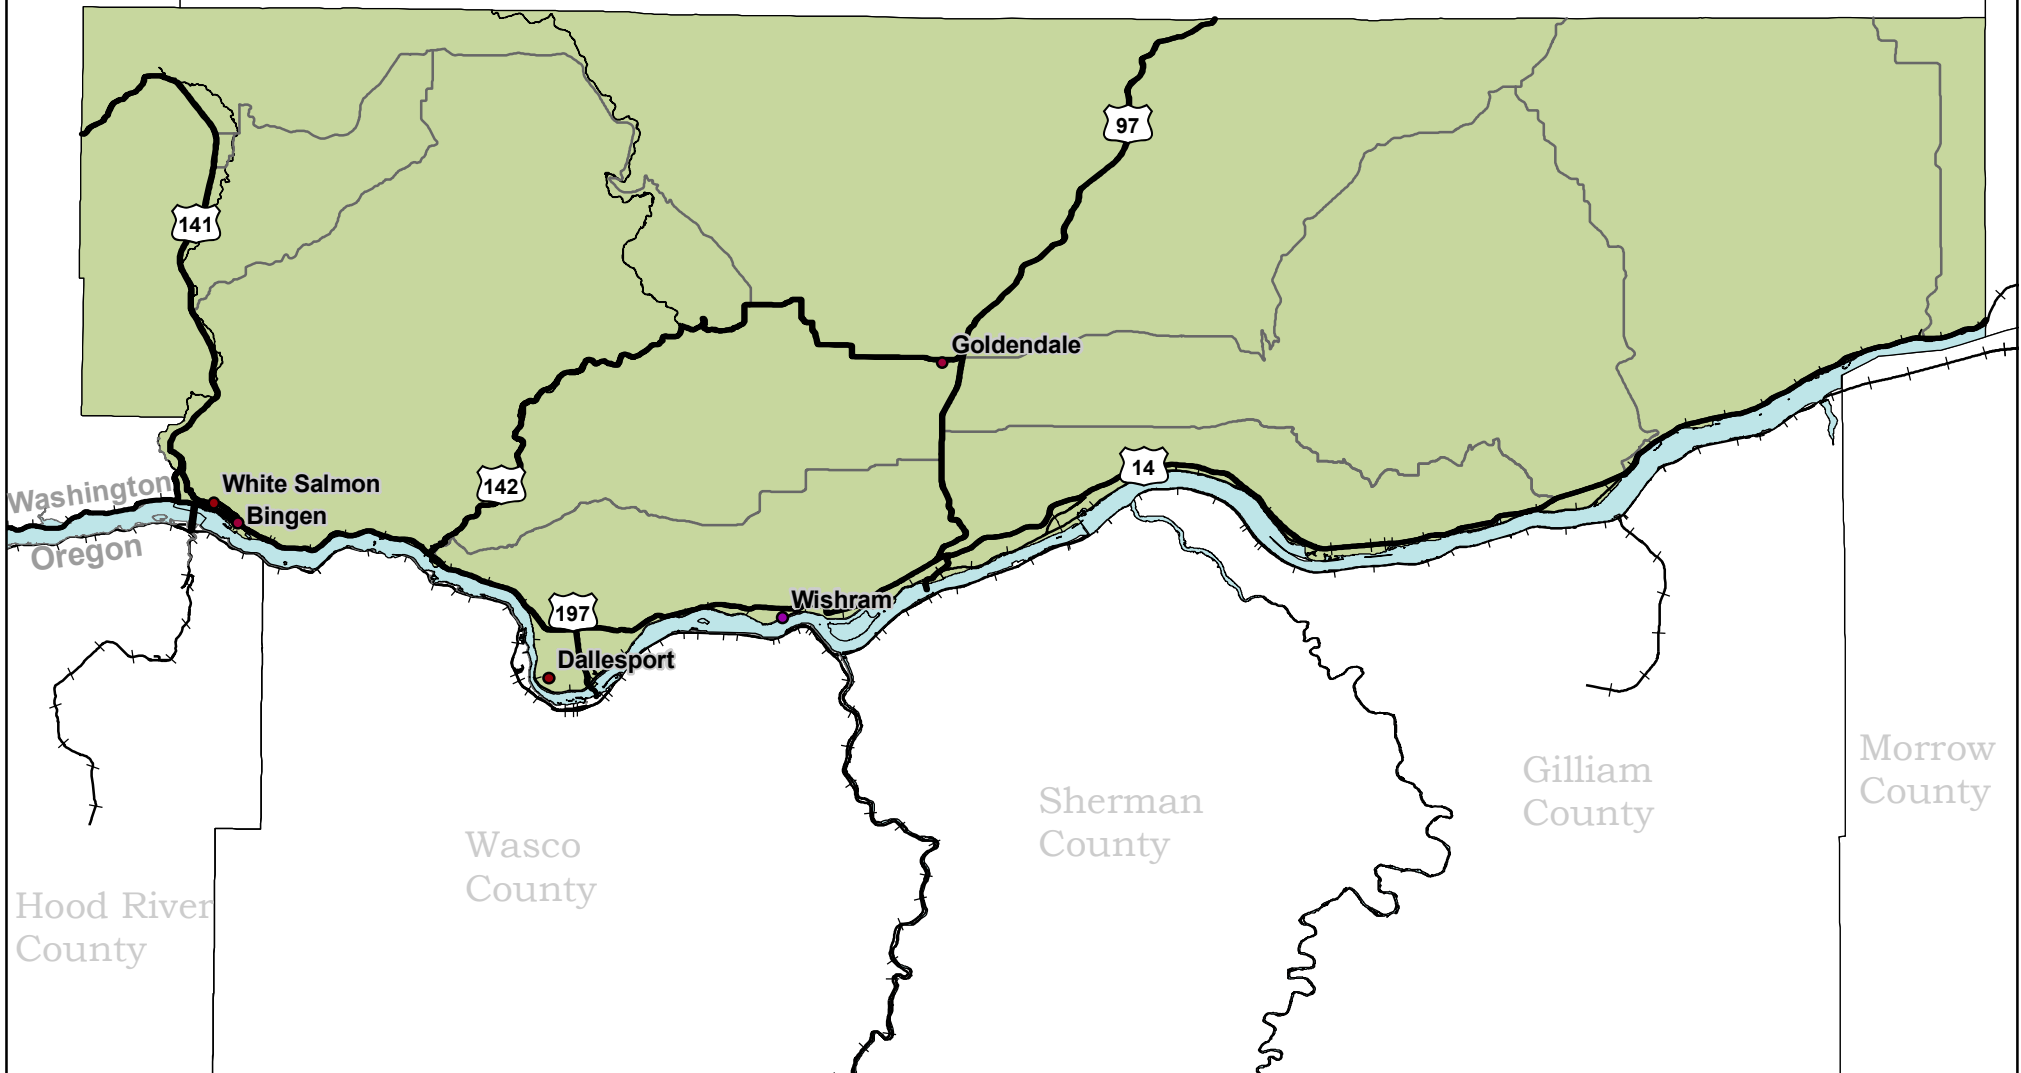 97
141
Goldendale
14
White Salmon
142
Washington
Bingen
Oregon
Wishram
197
Dallesport
Morrow
County
Gilliam
County
Sherman
County
Wasco
County
Hood River
County